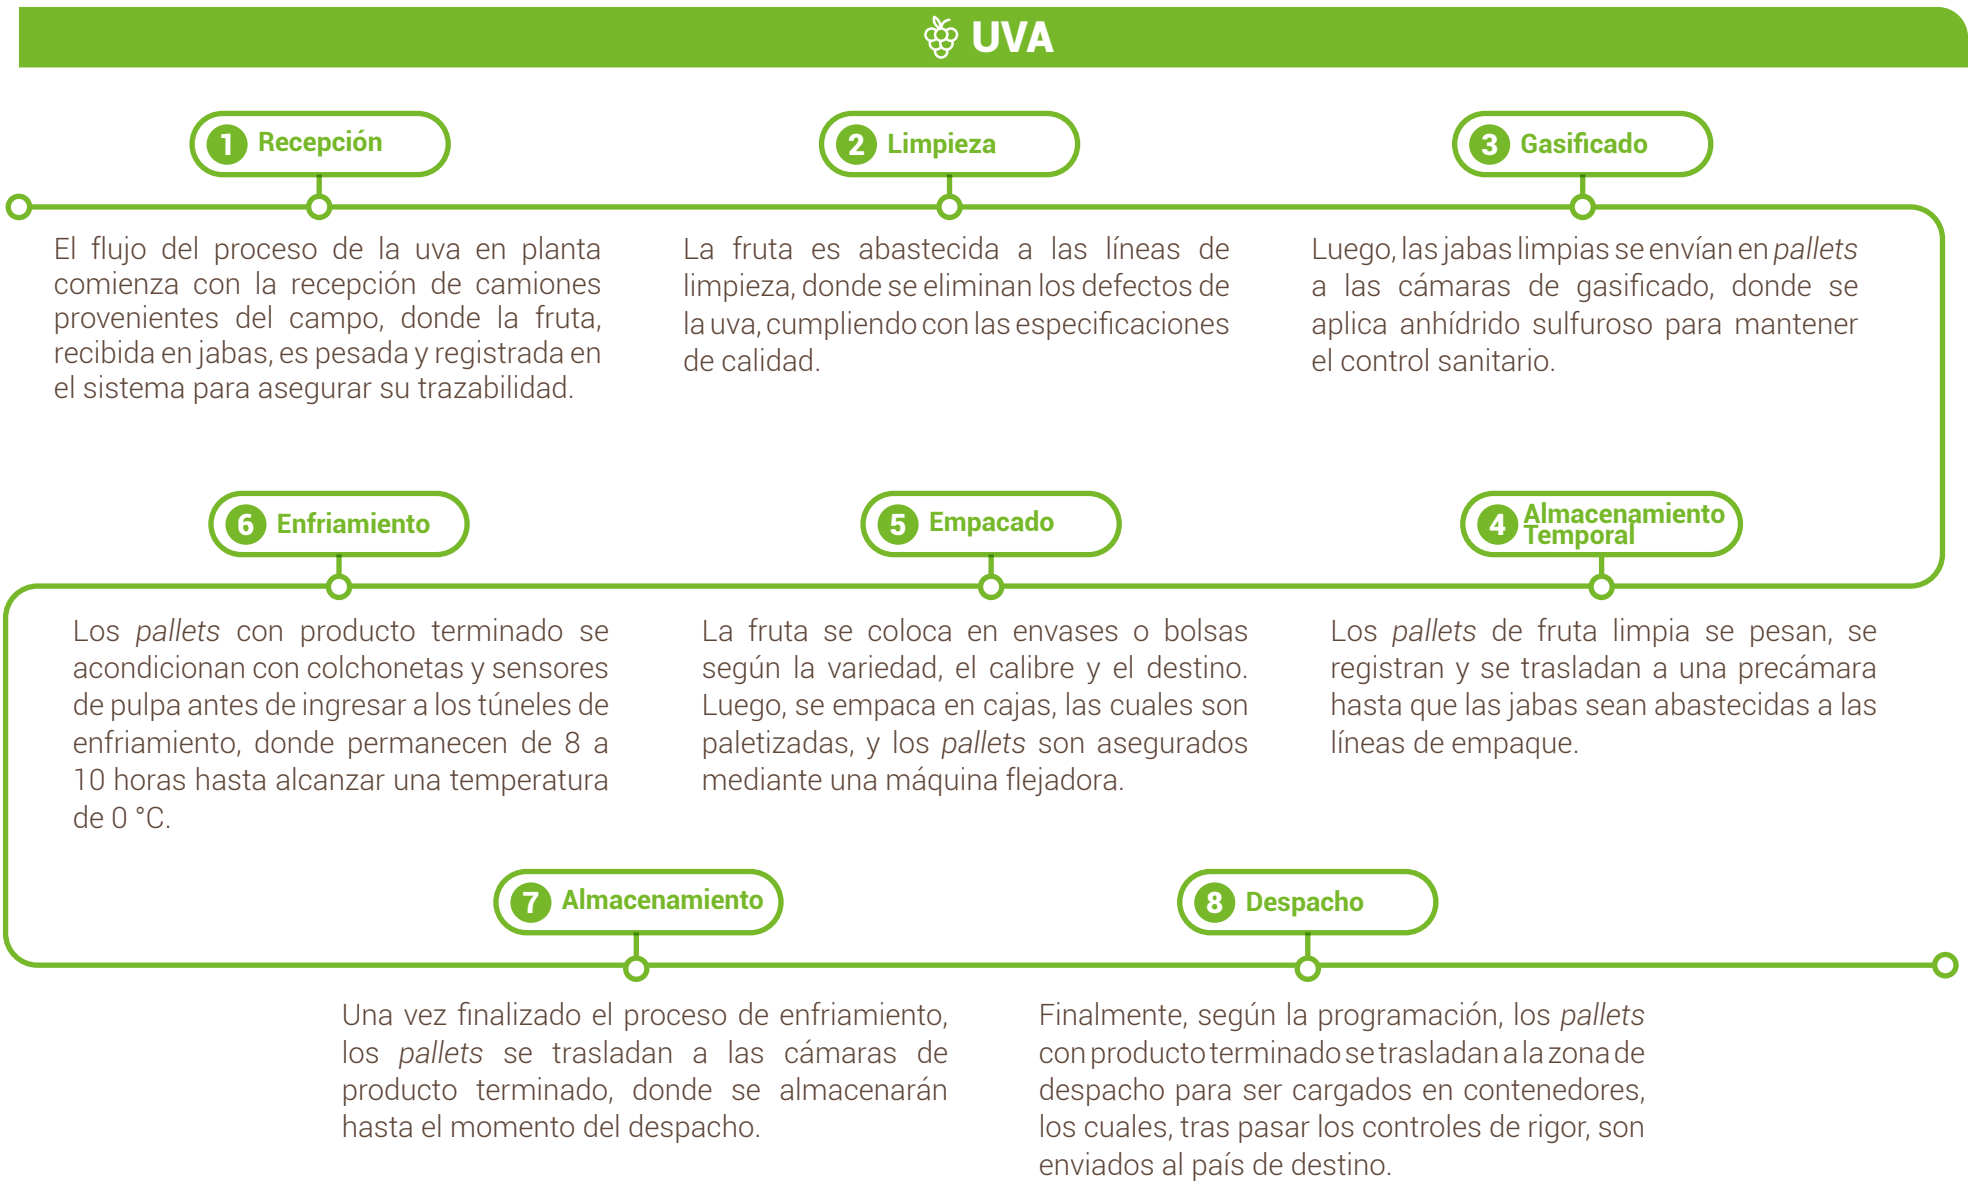 UVA
1 Recepción
El flujo del proceso de la uva en planta
comienza con la recepción de camiones
provenientes del campo, donde la fruta,
recibida en jabas, es pesada y registrada en
el sistema para asegurar su trazabilidad.
2 Limpieza
La fruta es abastecida a las líneas de
limpieza, donde se eliminan los defectos de
la uva, cumpliendo con las especificaciones
de calidad.
3 Gasificado
Luego, las jabas limpias se envían en pallets
a las cámaras de gasificado, donde se
aplica anhídrido sulfuroso para mantener
el control sanitario.
4 Almacenamiento
Temporal
Los pallets de fruta limpia se pesan, se
registran y se trasladan a una precámara
hasta que las jabas sean abastecidas a las
líneas de empaque.
5 Empacado
La fruta se coloca en envases o bolsas
según la variedad, el calibre y el destino.
Luego, se empaca en cajas, las cuales son
paletizadas, y los pallets son asegurados
mediante una máquina flejadora.
6 Enfriamiento
Los pallets con producto terminado se
acondicionan con colchonetas y sensores
de pulpa antes de ingresar a los túneles de
enfriamiento, donde permanecen de 8 a
10 horas hasta alcanzar una temperatura
de 0 °C.
7 Almacenamiento
Una vez finalizado el proceso de enfriamiento,
los pallets se trasladan a las cámaras de
producto terminado, donde se almacenarán
hasta el momento del despacho.
8 Despacho
Finalmente, según la programación, los pallets
con producto terminado se trasladan a la zona de
despacho para ser cargados en contenedores,
los cuales, tras pasar los controles de rigor, son
enviados al país de destino.